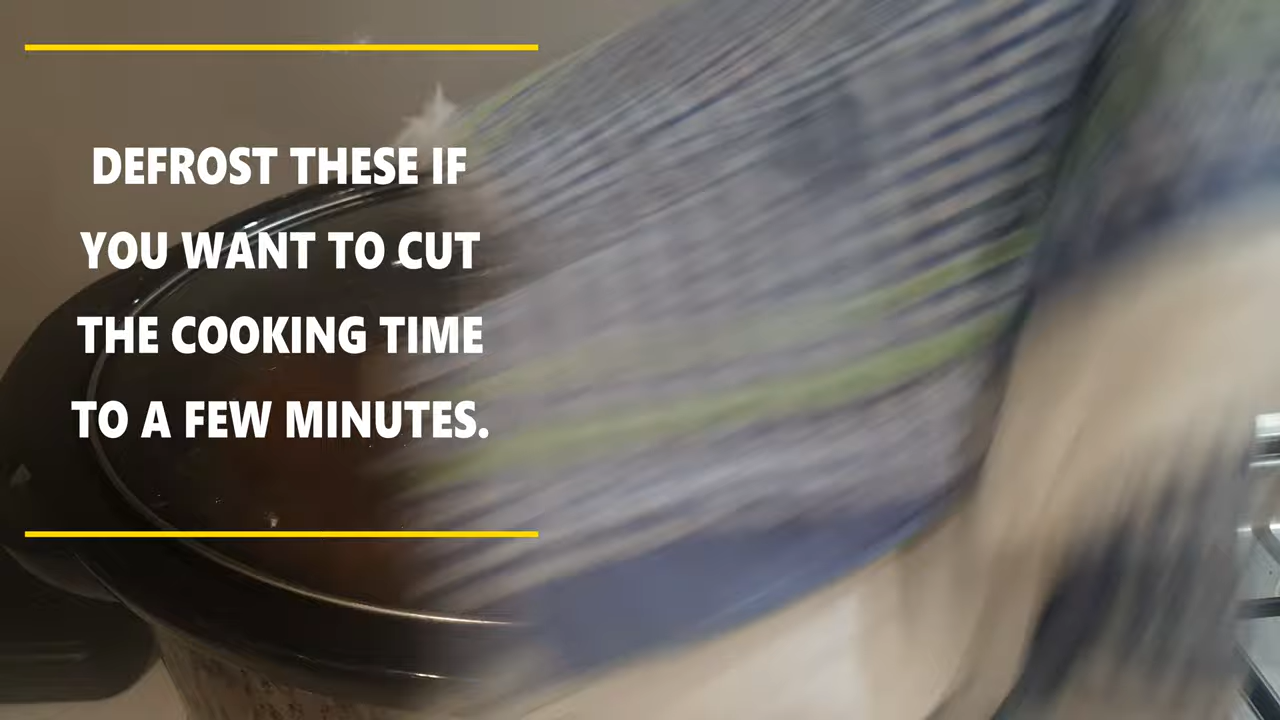 DEFROST THESE IF
YOU WANT TO CUT
THE COOKING TIME
TO A FEW MINUTES.